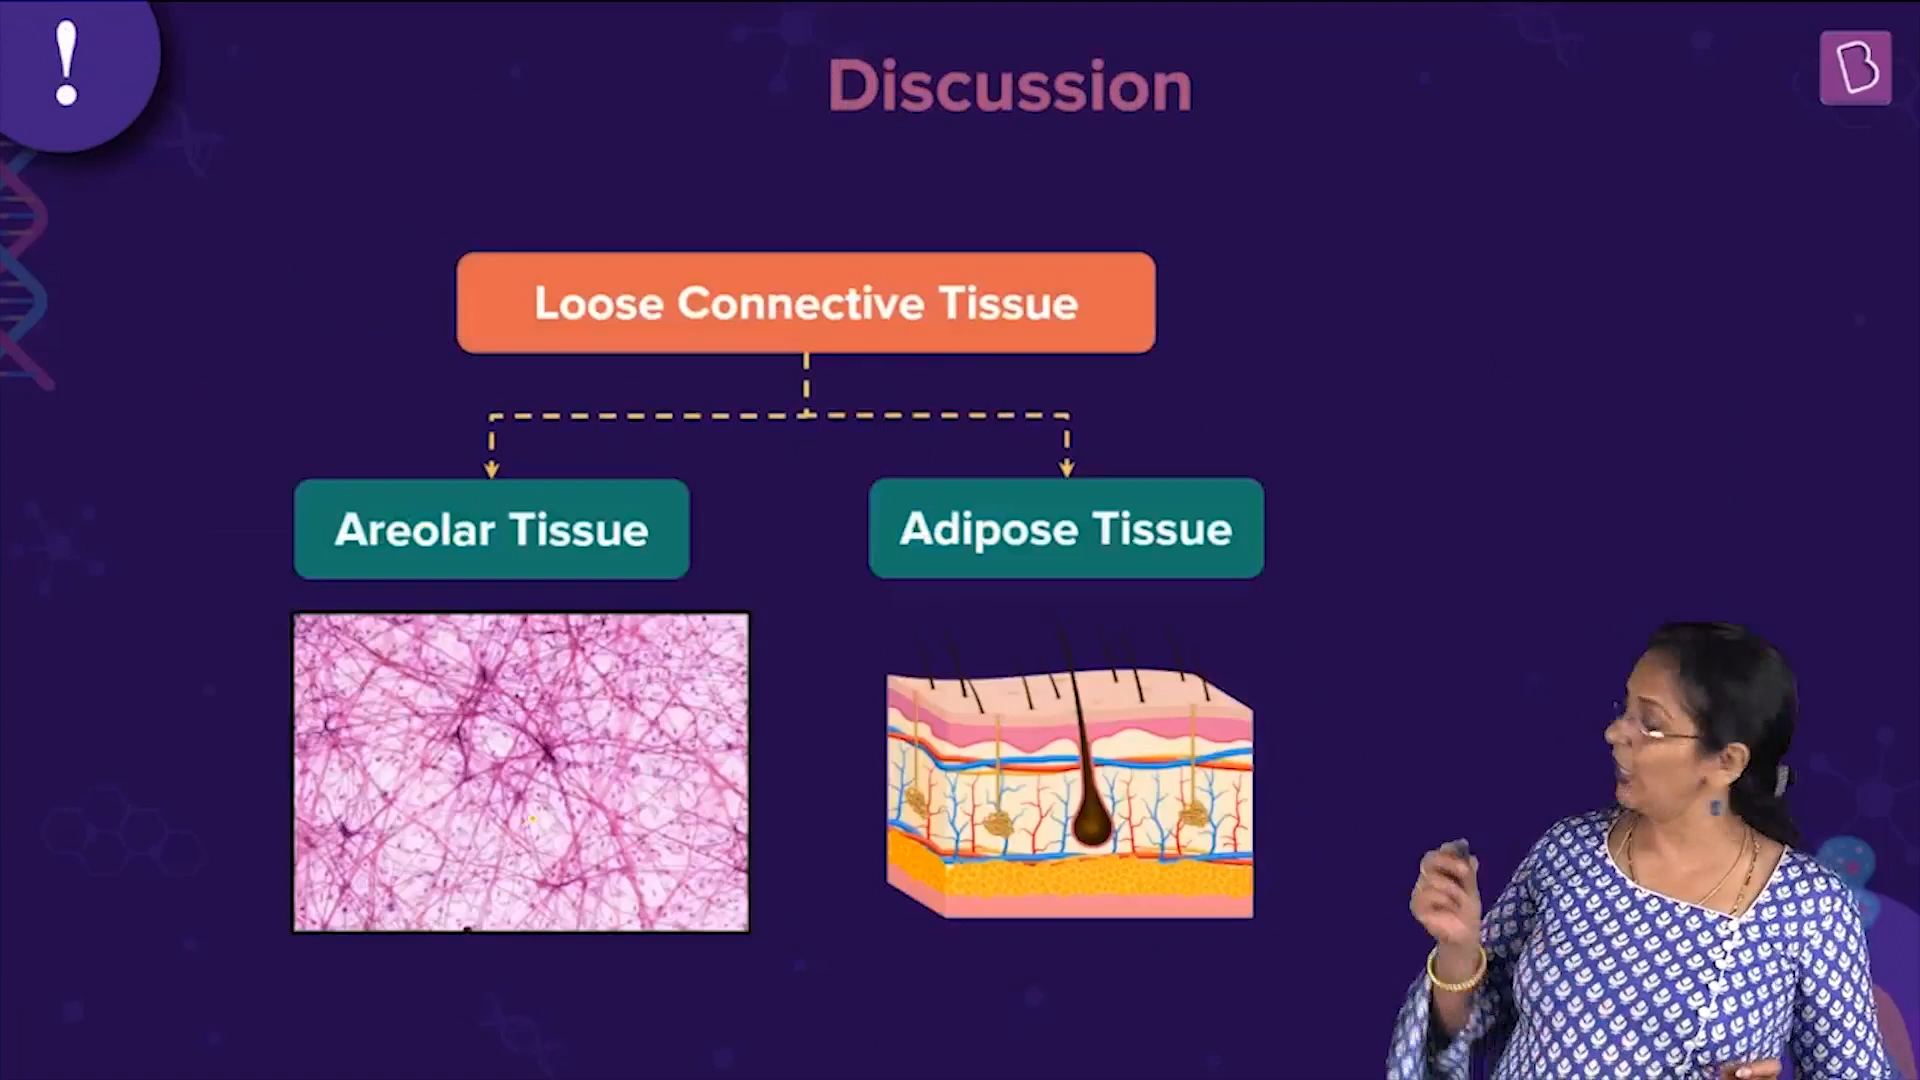 !
Discussion
B
Loose Connective Tissue
Areolar Tissue
Adipose Tissue